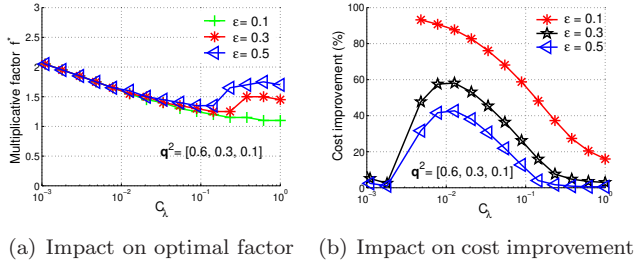 3
2.5
2
1.5
1
0.5
0
Multiplicative factor f*
ε = 0.1
ε = 0.3
ε = 0.5
q² = [0.6, 0.3, 0.1]
10⁻³
10⁻²
10⁻¹
10⁰
C_λ
(a) Impact on optimal factor
100
80
60
40
20
0
Cost improvement (%)
ε = 0.1
ε = 0.3
ε = 0.5
q² = [0.6, 0.3, 0.1]
10⁻³
10⁻²
10⁻¹
10⁰
C_λ
(b) Impact on cost improvement